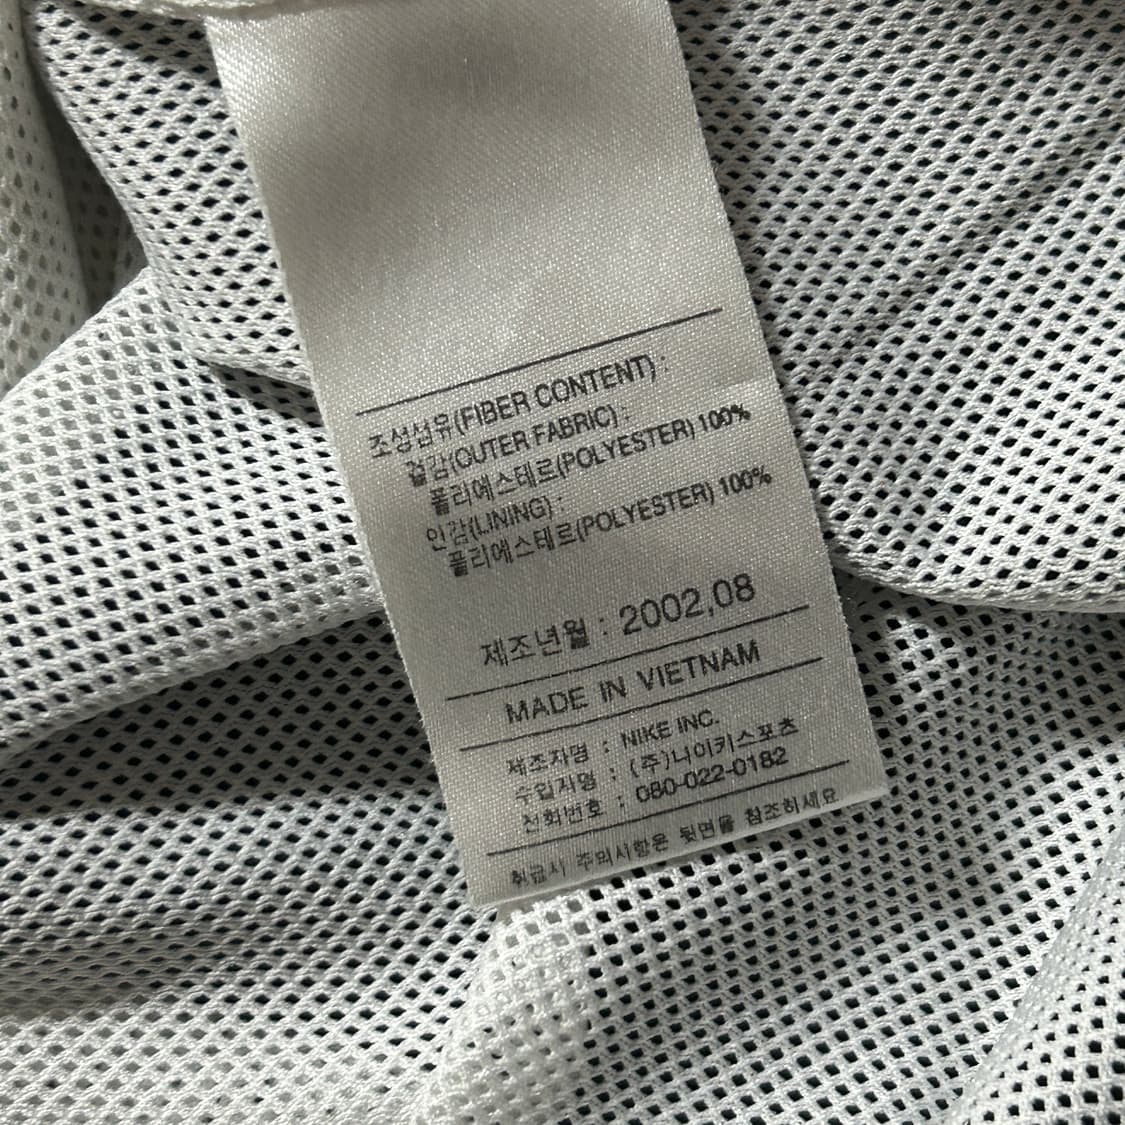 조성섬유(FIBER CONTENT) :
겉감(OUTER FABRIC) :
폴리에스테르(POLYESTER) 100%
인감(LINING) :
폴리에스테르(POLYESTER) 100%
제조년월 : 2002,08
MADE IN VIETNAM
제조자명 : NIKE INC.
수입자명 : (주)나이키스포츠
전화번호 : 080-022-0182
취급시 주의사항은 뒷면을 참조하세요